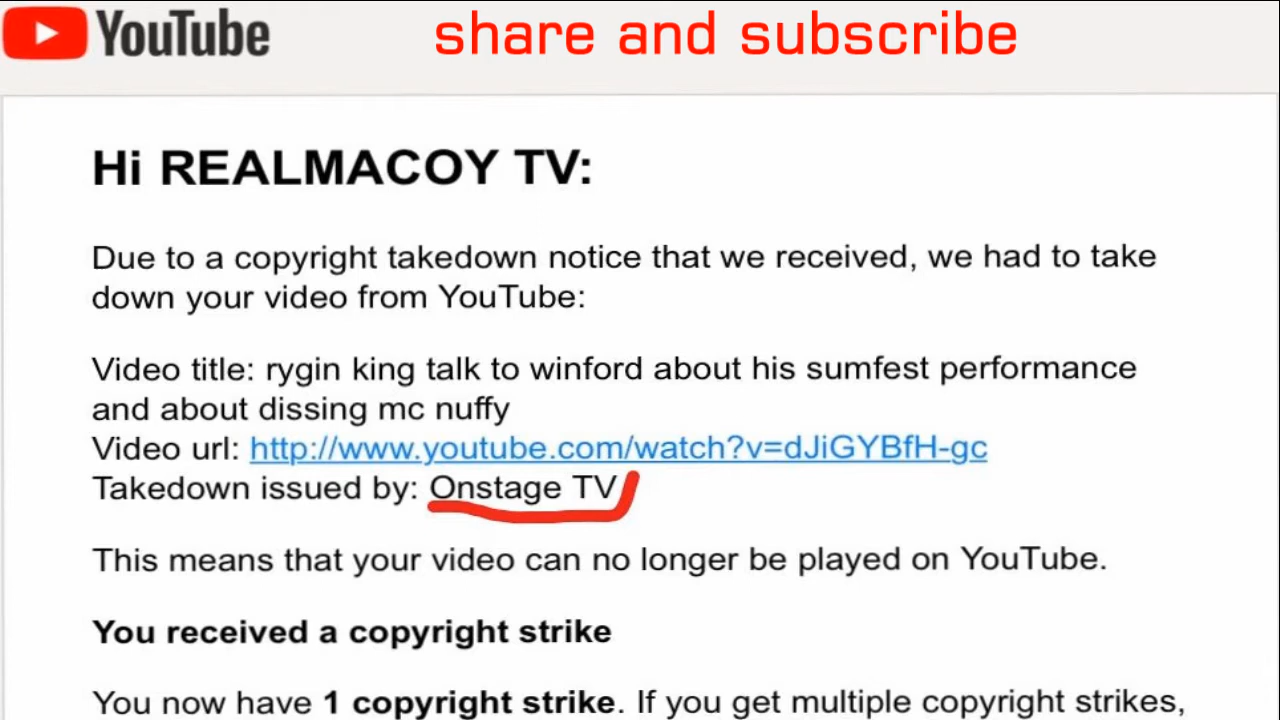 YouTube share and subscribe
Hi REALMACOY TV:
Due to a copyright takedown notice that we received, we had to take
down your video from YouTube:
Video title: rygin king talk to winford about his sumfest performance
and about dissing mc nuffy
Video url: http://www.youtube.com/watch?v=dJiGYBfH-gc
Takedown issued by: Onstage TV
This means that your video can no longer be played on YouTube.
You received a copyright strike
You now have 1 copyright strike. If you get multiple copyright strikes,